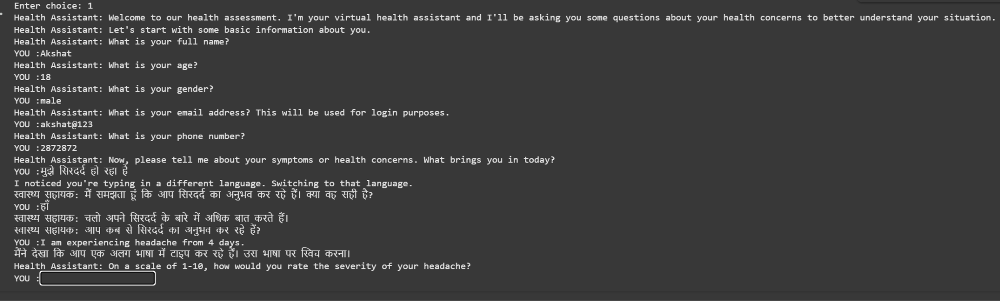 Enter choice: 1
Health Assistant: Welcome to our health assessment. I'm your virtual health assistant and I'll be asking you some questions about your health concerns to better understand your situation.
Health Assistant: Let's start with some basic information about you.
Health Assistant: What is your full name?
YOU :Akshat
Health Assistant: What is your age?
YOU :18
Health Assistant: What is your gender?
YOU :male
Health Assistant: What is your email address? This will be used for login purposes.
YOU :akshat@123
Health Assistant: What is your phone number?
YOU :2872872
Health Assistant: Now, please tell me about your symptoms or health concerns. What brings you in today?
YOU :मुझे सिरदर्द हो रहा है
I noticed you're typing in a different language. Switching to that language.
स्वास्थ्य सहायक: मैं समझता हूं कि आप सिरदर्द का अनुभव कर रहे हैं। क्या वह सही है?
YOU :हाँ
स्वास्थ्य सहायक: चलो अपने सिरदर्द के बारे में अधिक बात करते हैं।
स्वास्थ्य सहायक: आप कब से सिरदर्द का अनुभव कर रहे हैं?
YOU :I am experiencing headache from 4 days.
मैंने देखा कि आप एक अलग भाषा में टाइप कर रहे हैं। उस भाषा पर स्विच करना।
Health Assistant: On a scale of 1-10, how would you rate the severity of your headache?
YOU :